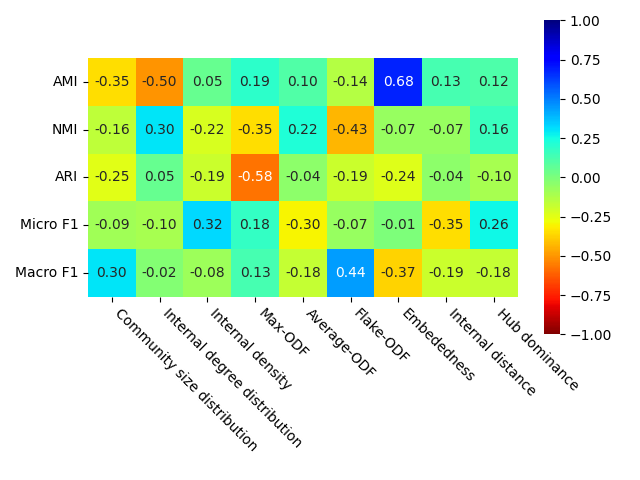 AMI -0.35 -0.50 0.05 0.19 0.10 -0.14 0.68 0.13 0.12
NMI -0.16 0.30 -0.22 -0.35 0.22 -0.43 -0.07 -0.07 0.16
ARI -0.25 0.05 -0.19 -0.58 -0.04 -0.19 -0.24 -0.04 -0.10
Micro F1 -0.09 -0.10 0.32 0.18 -0.30 -0.07 -0.01 -0.35 0.26
Macro F1 0.30 -0.02 -0.08 0.13 -0.18 0.44 -0.37 -0.19 -0.18
Community size distribution
Internal degree distribution
Internal density
Max-ODF
Average-ODF
Flake-ODF
Embededness
Internal distance
Hub dominance
1.00
0.75
0.50
0.25
0.00
−0.25
−0.50
−0.75
−1.00